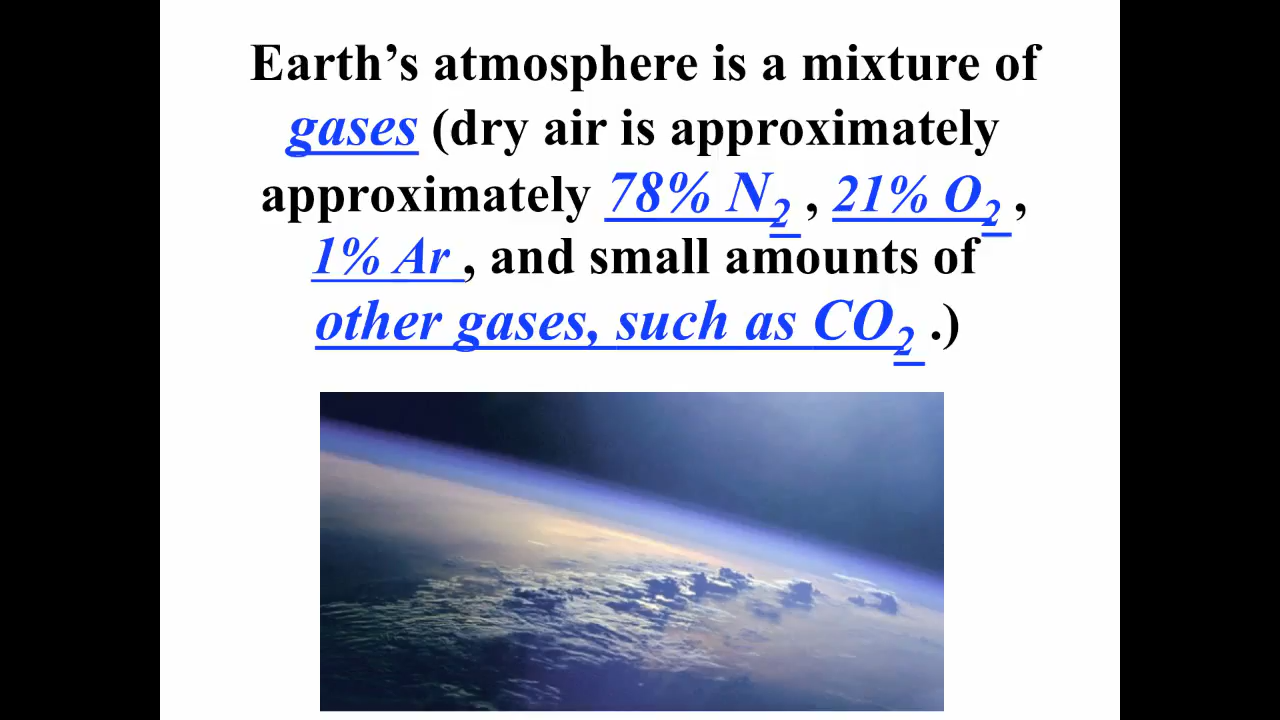 Earth’s atmosphere is a mixture of
gases (dry air is approximately
approximately 78% N₂ , 21% O₂ ,
1% Ar , and small amounts of
other gases, such as CO₂ .)